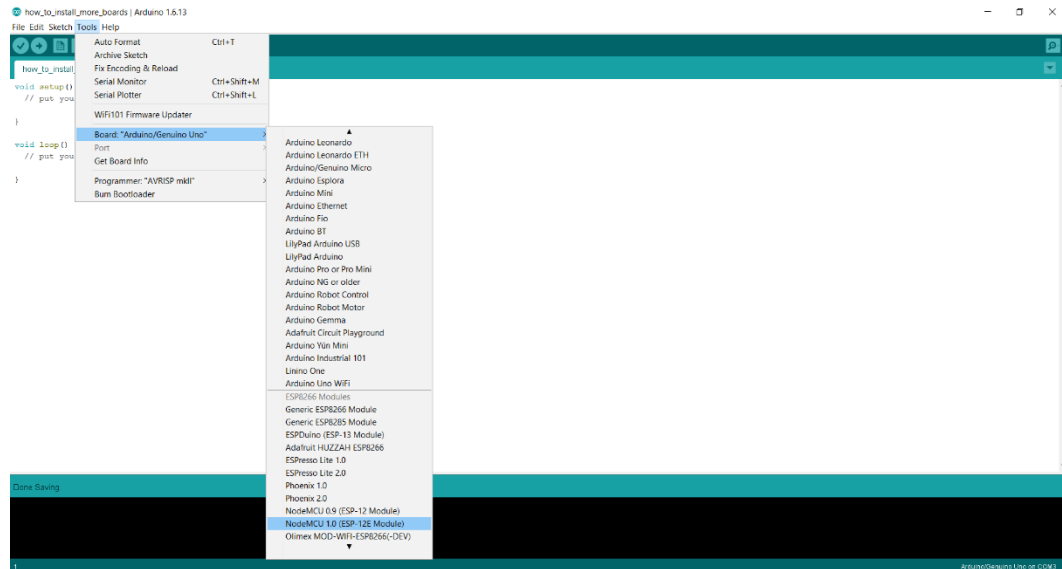 how_to_install_more_boards | Arduino 1.6.13
File Edit Sketch Tools Help
how_to_install
void setup()
// put you
}
void loop()
// put you
}
Auto Format Ctrl+T
Archive Sketch
Fix Encoding & Reload
Serial Monitor Ctrl+Shift+M
Serial Plotter Ctrl+Shift+L
WiFi101 Firmware Updater
Board: "Arduino/Genuino Uno"
Port
Get Board Info
Programmer: "AVRISP mkII"
Burn Bootloader
Arduino Leonardo
Arduino Leonardo ETH
Arduino/Genuino Micro
Arduino Esplora
Arduino Mini
Arduino Ethernet
Arduino Fio
Arduino BT
LilyPad Arduino USB
LilyPad Arduino
Arduino Pro or Pro Mini
Arduino NG or older
Arduino Robot Control
Arduino Robot Motor
Arduino Gemma
Adafruit Circuit Playground
Arduino Yún Mini
Arduino Industrial 101
Linino One
Arduino Uno WiFi
ESP8266 Modules
Generic ESP8266 Module
Generic ESP8285 Module
ESPDuino (ESP-13 Module)
Adafruit HUZZAH ESP8266
ESPresso Lite 1.0
ESPresso Lite 2.0
Phoenix 1.0
Phoenix 2.0
NodeMCU 0.9 (ESP-12 Module)
NodeMCU 1.0 (ESP-12E Module)
Olimex MOD-WIFI-ESP8266(-DEV)
Done Saving
1
Arduino/Genuino Uno on COM3